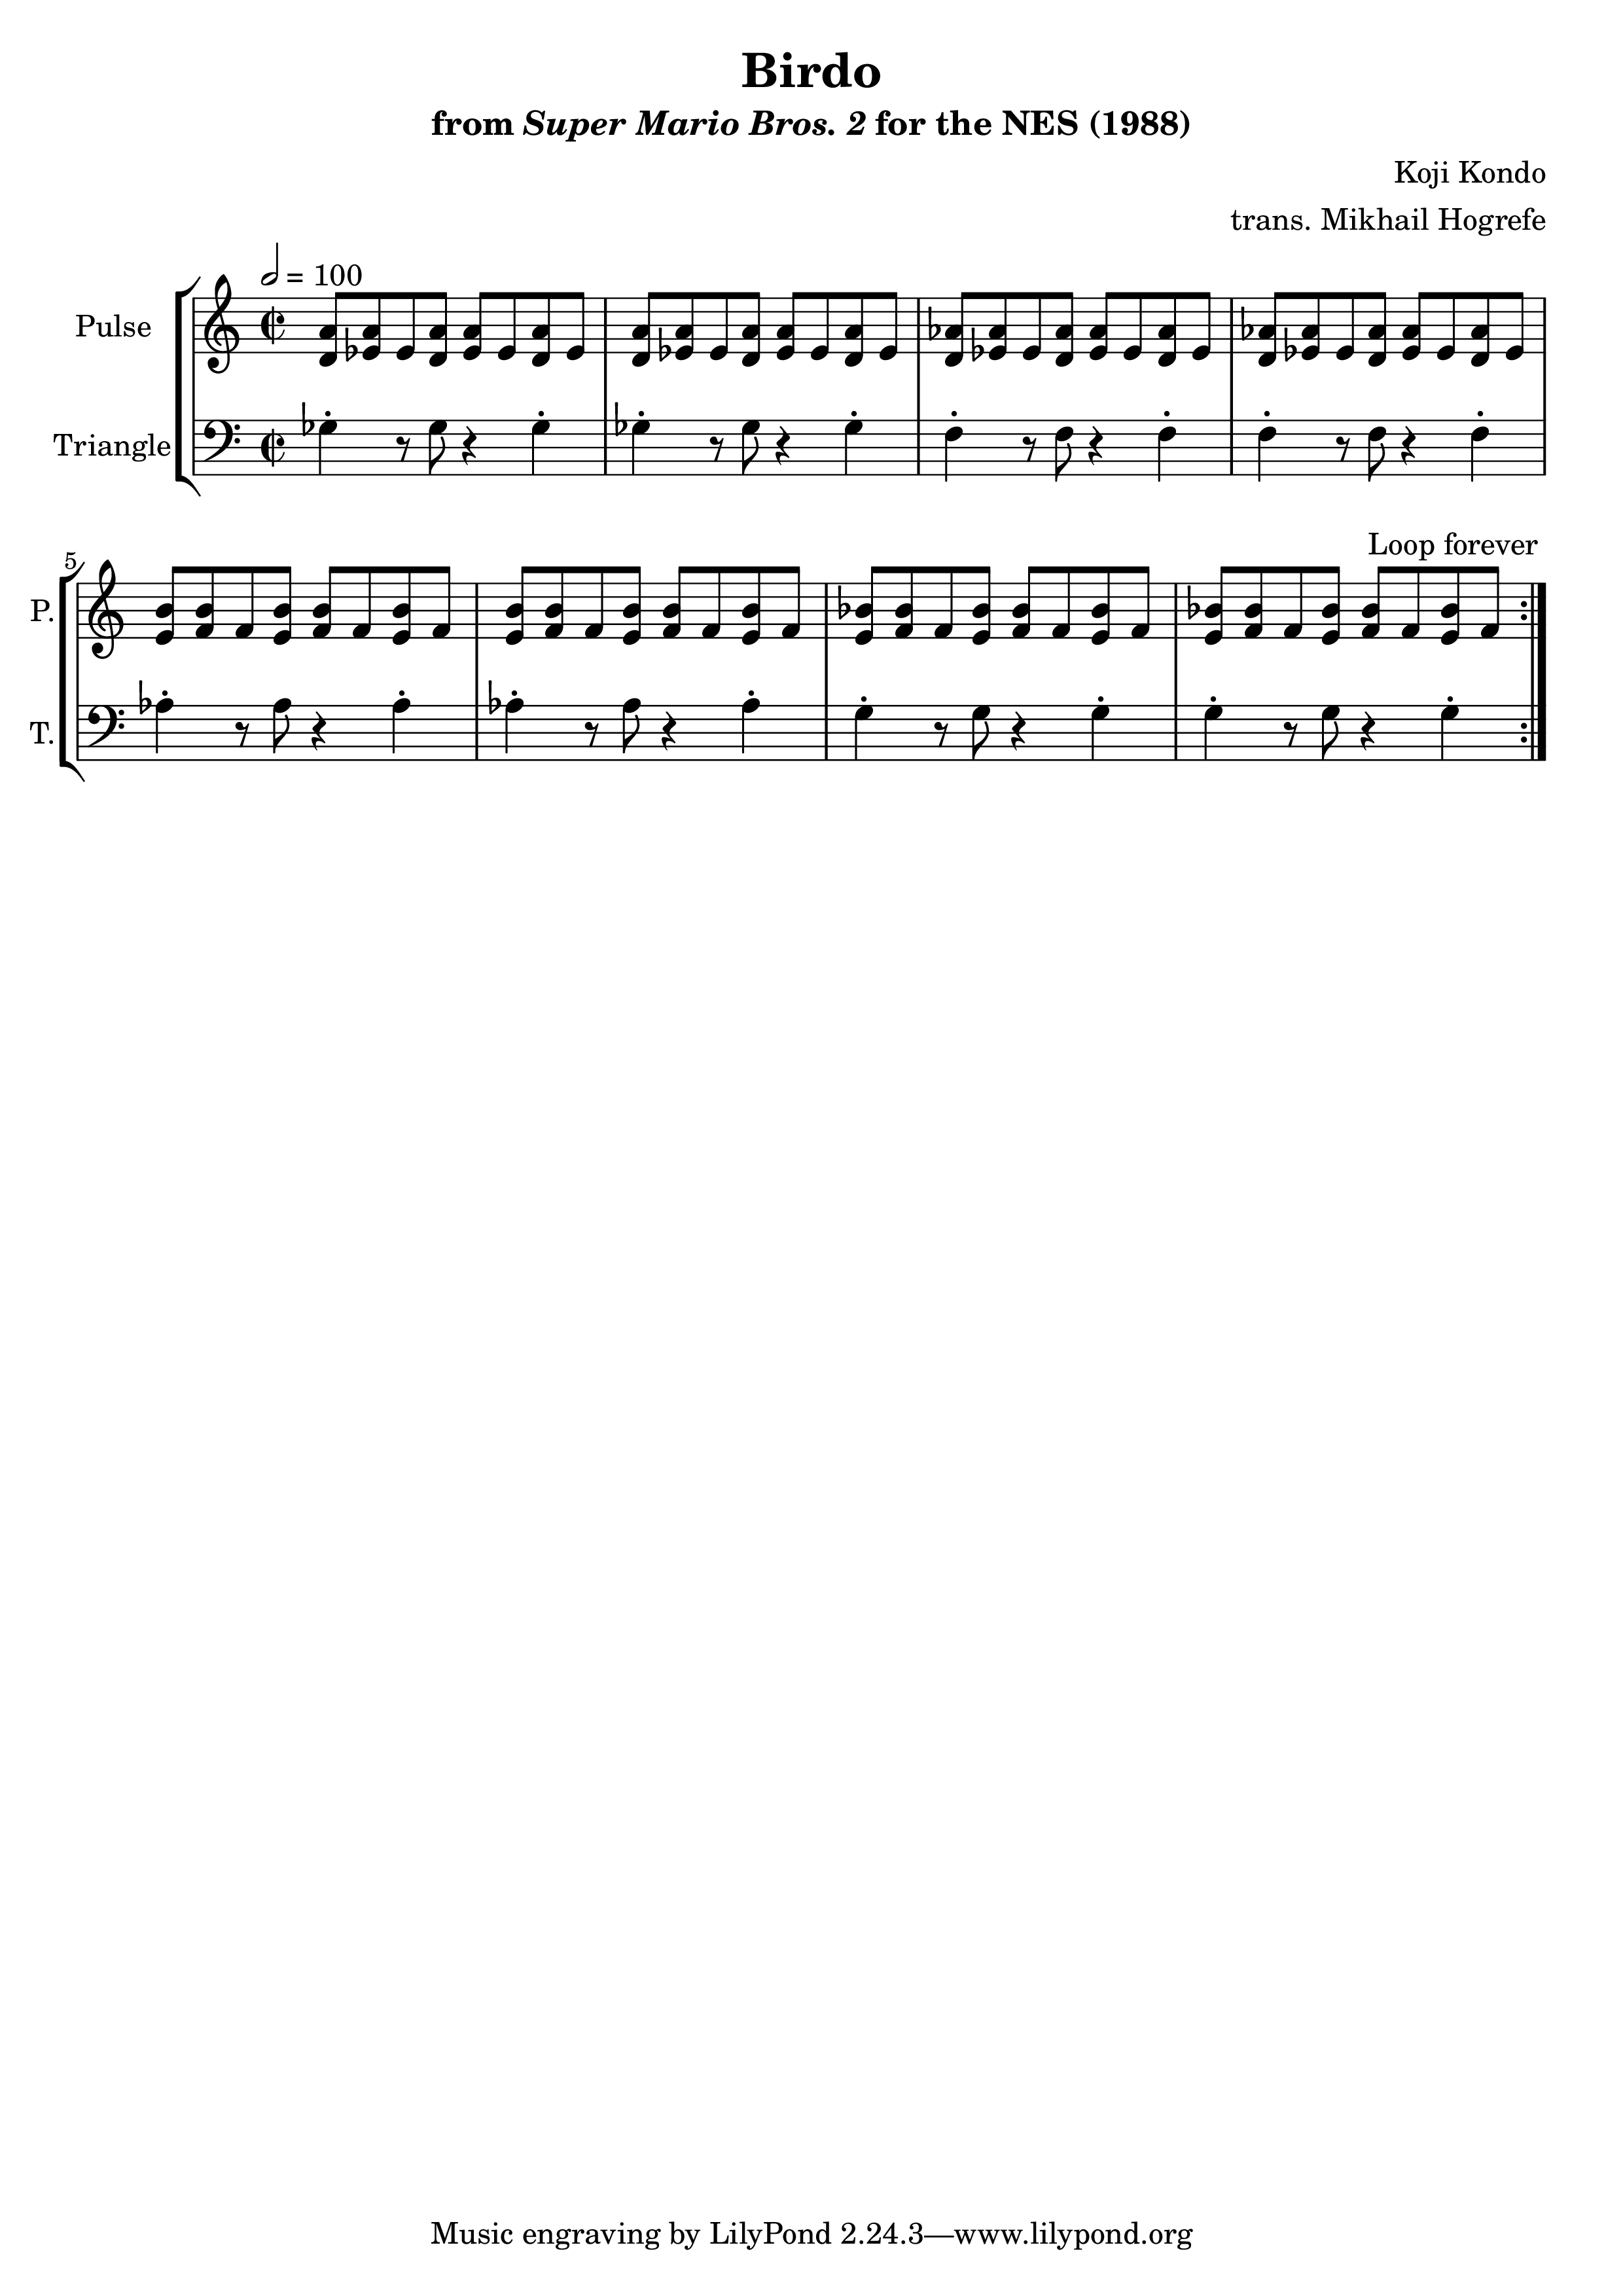 Birdo
from Super Mario Bros. 2 for the NES (1988)
Koji Kondo
trans. Mikhail Hogrefe
= 100
Pulse
Triangle
Loop forever
5
P.
T.
Music engraving by LilyPond 2.24.3—www.lilypond.org